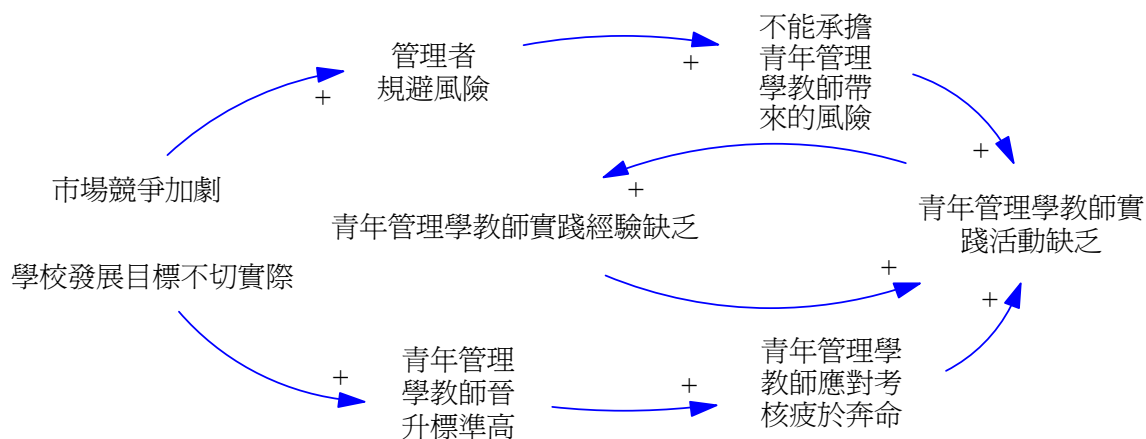 管理者
規避風險
+
不能承擔
青年管理
學教師帶
來的風險
+
+
市場競爭加劇
青年管理學教師實踐經驗缺乏
+
青年管理學教師實
踐活動缺乏
學校發展目標不切實際
+
+
青年管理
學教師晉
升標準高
+
青年管理學
教師應對考
核疲於奔命
+